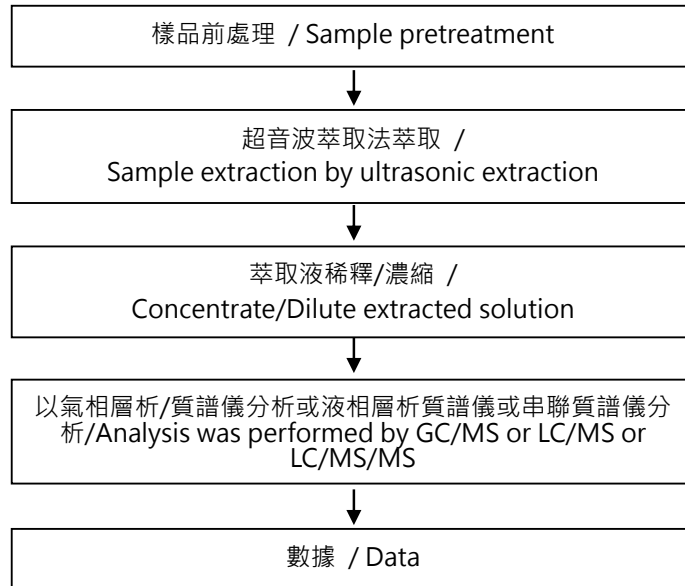 樣品前處理 / Sample pretreatment
超音波萃取法萃取 /
Sample extraction by ultrasonic extraction
萃取液稀釋/濃縮 /
Concentrate/Dilute extracted solution
以氣相層析/質譜儀分析或液相層析質譜儀或串聯質譜儀分
析/Analysis was performed by GC/MS or LC/MS or
LC/MS/MS
數據 / Data